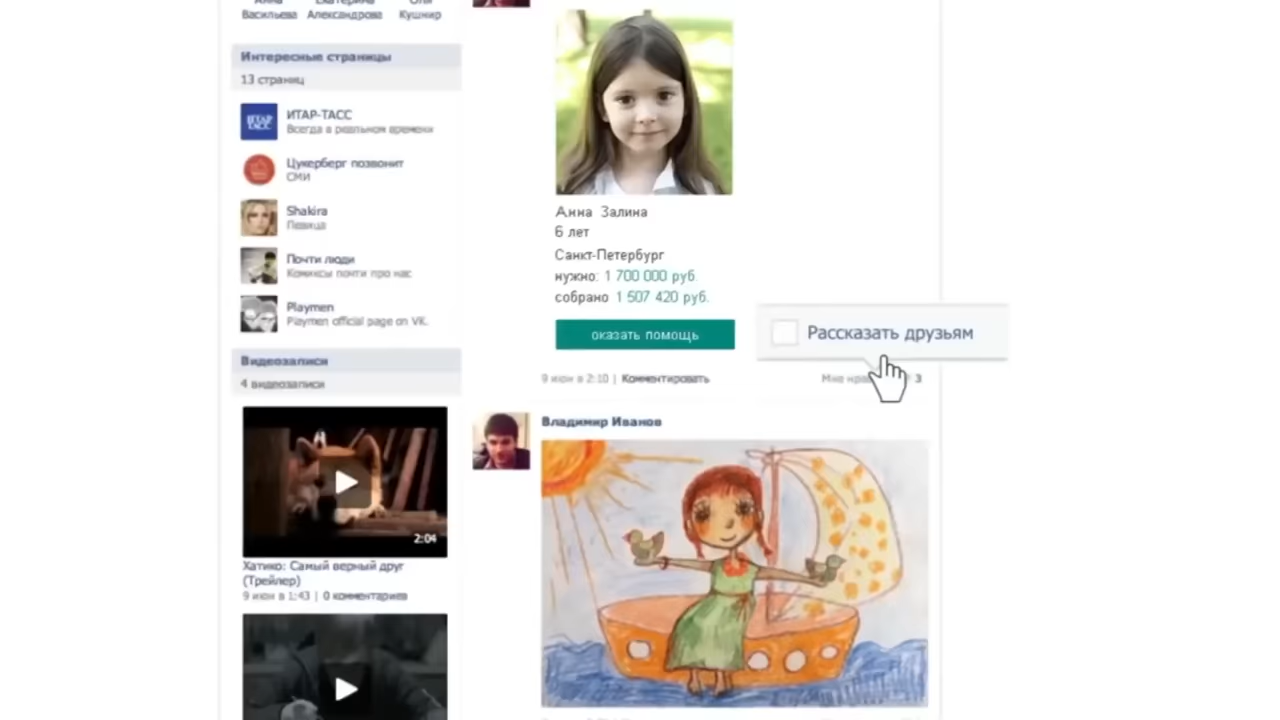 Анна
Екатерина
Оля
Васильева
Александрова
Кушнир
Интересные страницы
13 страниц
ИТАР-ТАСС
Всегда в реальном времени
Цукерберг позвонит
СМИ
Shakira
Певица
Почти люди
Комиксы почти про нас
Playmen
Playmen official page on VK.
Видеозаписи
4 видеозаписи
2:04
Хатико: Самый верный друг
(Трейлер)
9 июн в 1:43 | 0 комментариев
Анна Залина
6 лет
Санкт-Петербург
нужно: 1 700 000 руб.
собрано 1 507 420 руб.
оказать помощь
Рассказать друзьям
9 июн в 2:10 | Комментировать
Мне 3
Владимир Иванов